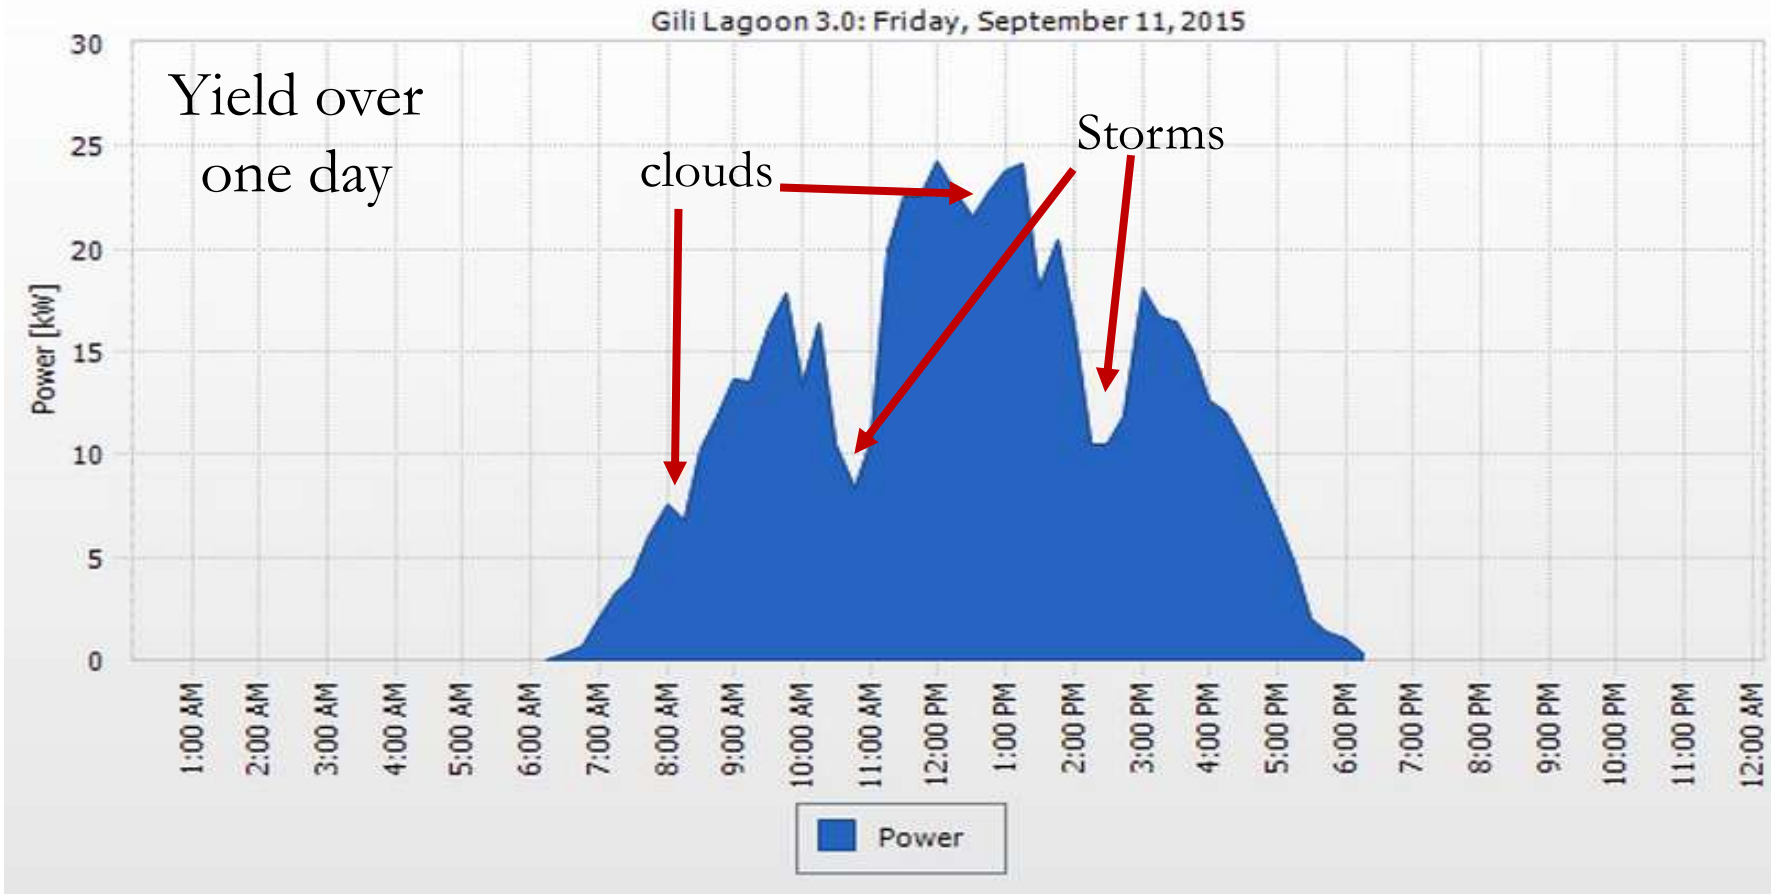 Gili Lagoon 3.0: Friday, September 11, 2015
Yield over
one day
clouds
Storms
Power [kW]
30
25
20
15
10
5
0
1:00 AM
2:00 AM
3:00 AM
4:00 AM
5:00 AM
6:00 AM
7:00 AM
8:00 AM
9:00 AM
10:00 AM
11:00 AM
12:00 PM
1:00 PM
2:00 PM
3:00 PM
4:00 PM
5:00 PM
6:00 PM
7:00 PM
8:00 PM
9:00 PM
10:00 PM
11:00 PM
12:00 AM
Power